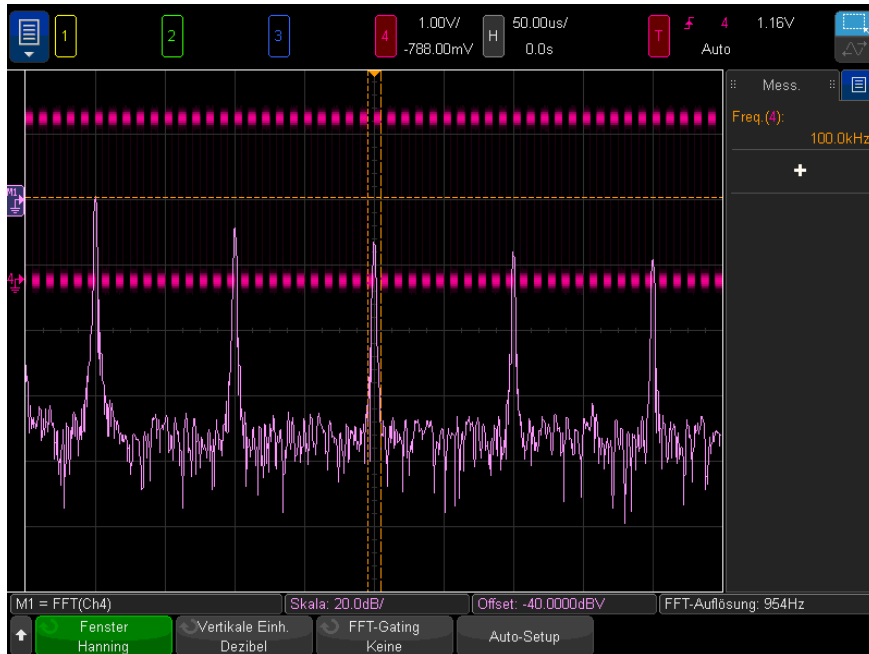 1
2
3
4
1.00V/
-788.00mV
H
50.00us/
0.0s
T
4
1.16V
Auto
Mess.
Freq.(4):
100.0kHz
+
M1
4
M1 = FFT(Ch4)
Skala: 20.0dB/
Offset: -40.0000dBV
FFT-Auflösung: 954Hz
Fenster
Hanning
Vertikale Einh.
Dezibel
FFT-Gating
Keine
Auto-Setup